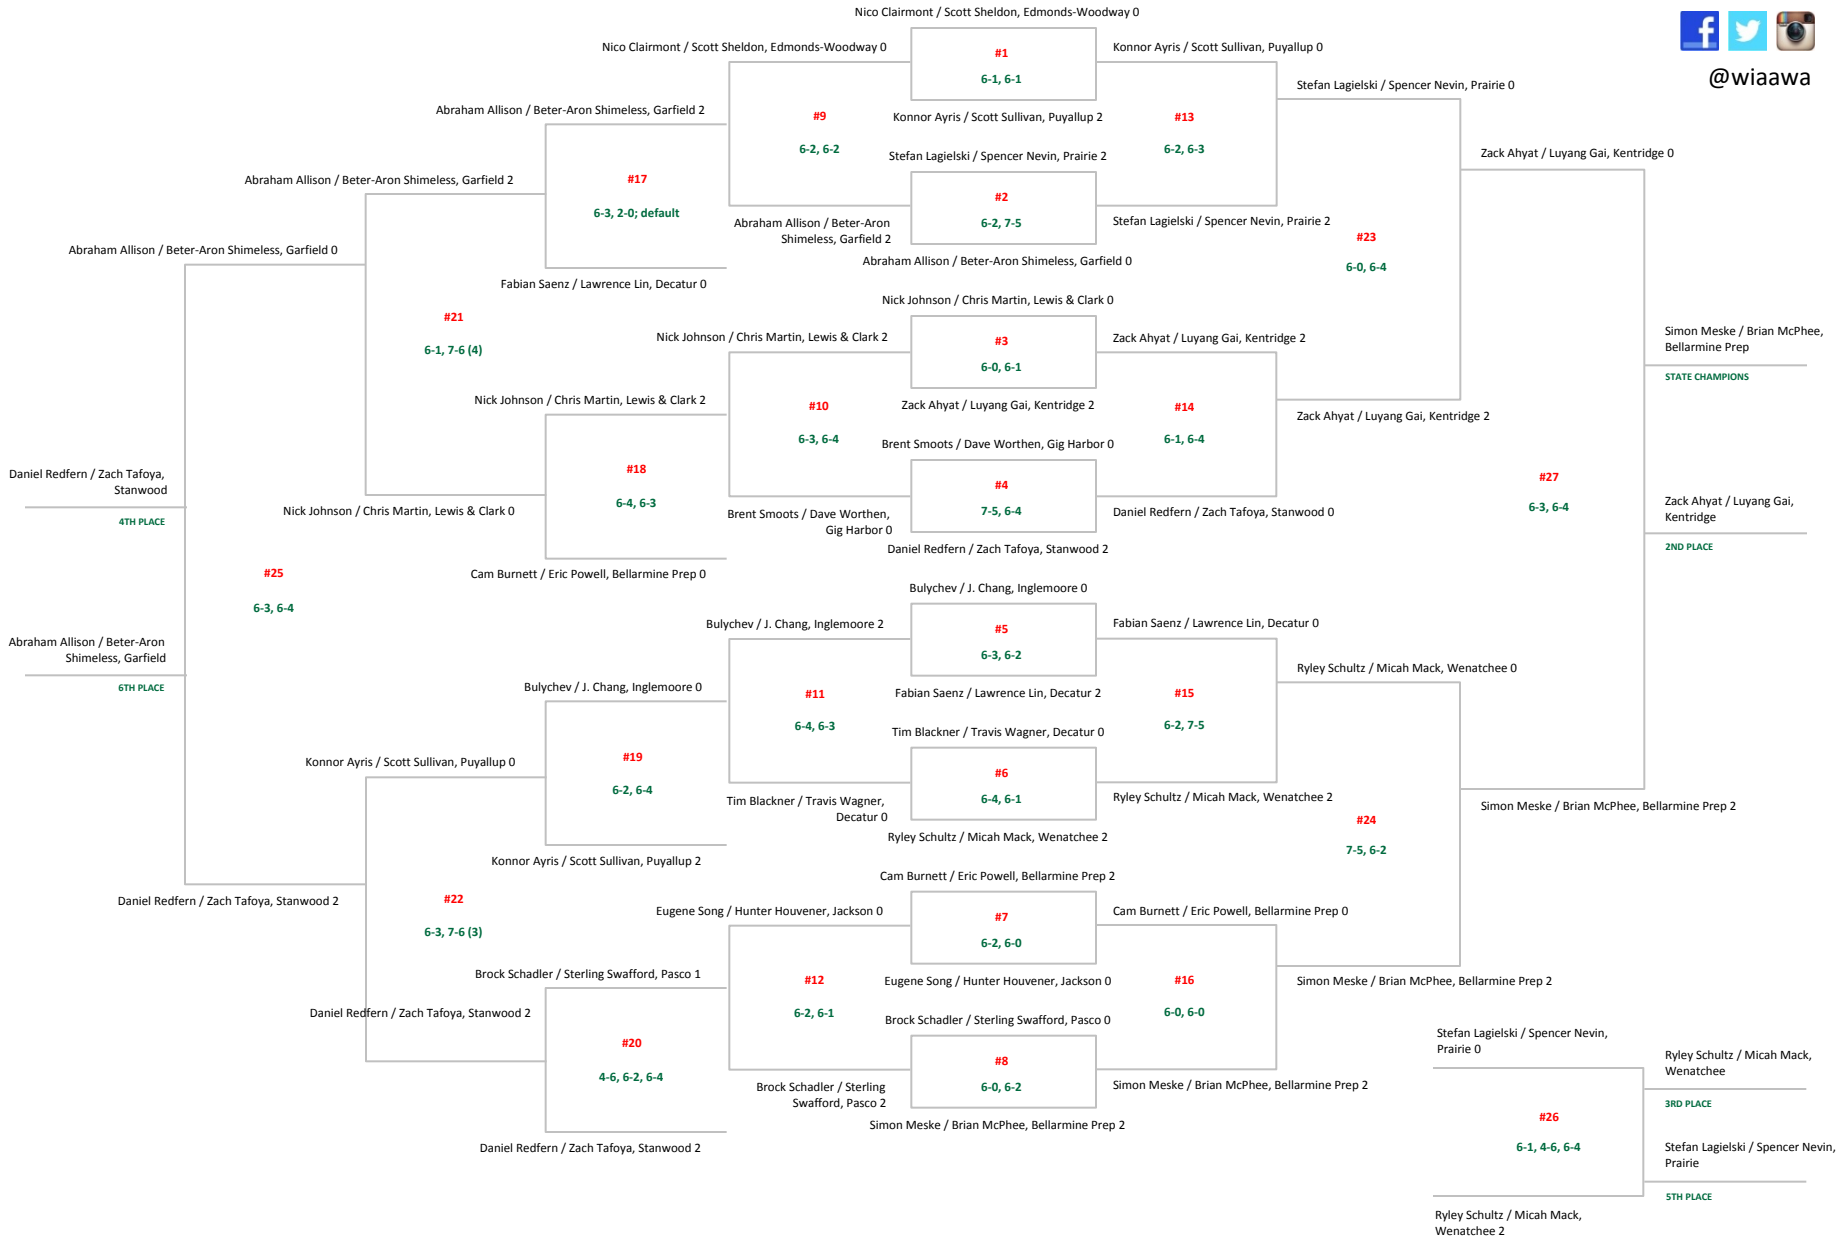 Nico Clairmont / Scott Sheldon, Edmonds-Woodway 0
Nico Clairmont / Scott Sheldon, Edmonds-Woodway 0
#1
6-1, 6-1
Konnor Ayris / Scott Sullivan, Puyallup 0
@wiaawa
Stefan Lagielski / Spencer Nevin, Prairie 0
Abraham Allison / Beter-Aron Shimeless, Garfield 2
#9
6-2, 6-2
Konnor Ayris / Scott Sullivan, Puyallup 2
#13
6-2, 6-3
Stefan Lagielski / Spencer Nevin, Prairie 2
Zack Ahyat / Luyang Gai, Kentridge 0
Abraham Allison / Beter-Aron Shimeless, Garfield 2
#17
6-3, 2-0; default
#2
6-2, 7-5
Abraham Allison / Beter-Aron
Shimeless, Garfield 2
Stefan Lagielski / Spencer Nevin, Prairie 2
#23
6-0, 6-4
Abraham Allison / Beter-Aron Shimeless, Garfield 0
Abraham Allison / Beter-Aron Shimeless, Garfield 0
Fabian Saenz / Lawrence Lin, Decatur 0
Nick Johnson / Chris Martin, Lewis & Clark 0
#21
6-1, 7-6 (4)
Nick Johnson / Chris Martin, Lewis & Clark 2
#3
6-0, 6-1
Zack Ahyat / Luyang Gai, Kentridge 2
Simon Meske / Brian McPhee,
Bellarmine Prep
STATE CHAMPIONS
Nick Johnson / Chris Martin, Lewis & Clark 2
#10
6-3, 6-4
Zack Ahyat / Luyang Gai, Kentridge 2
#14
6-1, 6-4
Zack Ahyat / Luyang Gai, Kentridge 2
Brent Smoots / Dave Worthen, Gig Harbor 0
Daniel Redfern / Zach Tafoya,
Stanwood
4TH PLACE
#18
6-4, 6-3
#4
7-5, 6-4
#27
6-3, 6-4
Nick Johnson / Chris Martin, Lewis & Clark 0
Brent Smoots / Dave Worthen,
Gig Harbor 0
Daniel Redfern / Zach Tafoya, Stanwood 0
Zack Ahyat / Luyang Gai,
Kentridge
2ND PLACE
Daniel Redfern / Zach Tafoya, Stanwood 2
#25
6-3, 6-4
Cam Burnett / Eric Powell, Bellarmine Prep 0
Bulychev / J. Chang, Inglemoore 0
Bulychev / J. Chang, Inglemoore 2
#5
6-3, 6-2
Fabian Saenz / Lawrence Lin, Decatur 0
Abraham Allison / Beter-Aron
Shimeless, Garfield
6TH PLACE
Ryley Schultz / Micah Mack, Wenatchee 0
Bulychev / J. Chang, Inglemoore 0
#11
6-4, 6-3
Fabian Saenz / Lawrence Lin, Decatur 2
#15
6-2, 7-5
Tim Blackner / Travis Wagner, Decatur 0
Konnor Ayris / Scott Sullivan, Puyallup 0
#19
6-2, 6-4
#6
6-4, 6-1
Tim Blackner / Travis Wagner,
Decatur 0
Ryley Schultz / Micah Mack, Wenatchee 2
Simon Meske / Brian McPhee, Bellarmine Prep 2
#24
7-5, 6-2
Ryley Schultz / Micah Mack, Wenatchee 2
Konnor Ayris / Scott Sullivan, Puyallup 2
Cam Burnett / Eric Powell, Bellarmine Prep 2
Daniel Redfern / Zach Tafoya, Stanwood 2
#22
6-3, 7-6 (3)
Eugene Song / Hunter Houvener, Jackson 0
#7
6-2, 6-0
Cam Burnett / Eric Powell, Bellarmine Prep 0
Brock Schadler / Sterling Swafford, Pasco 1
#12
6-2, 6-1
Eugene Song / Hunter Houvener, Jackson 0
#16
6-0, 6-0
Simon Meske / Brian McPhee, Bellarmine Prep 2
Daniel Redfern / Zach Tafoya, Stanwood 2
Brock Schadler / Sterling Swafford, Pasco 0
#20
4-6, 6-2, 6-4
#8
6-0, 6-2
Stefan Lagielski / Spencer Nevin,
Prairie 0
Ryley Schultz / Micah Mack,
Wenatchee
3RD PLACE
Brock Schadler / Sterling
Swafford, Pasco 2
Simon Meske / Brian McPhee, Bellarmine Prep 2
Simon Meske / Brian McPhee, Bellarmine Prep 2
#26
6-1, 4-6, 6-4
Daniel Redfern / Zach Tafoya, Stanwood 2
Stefan Lagielski / Spencer Nevin,
Prairie
5TH PLACE
Ryley Schultz / Micah Mack,
Wenatchee 2